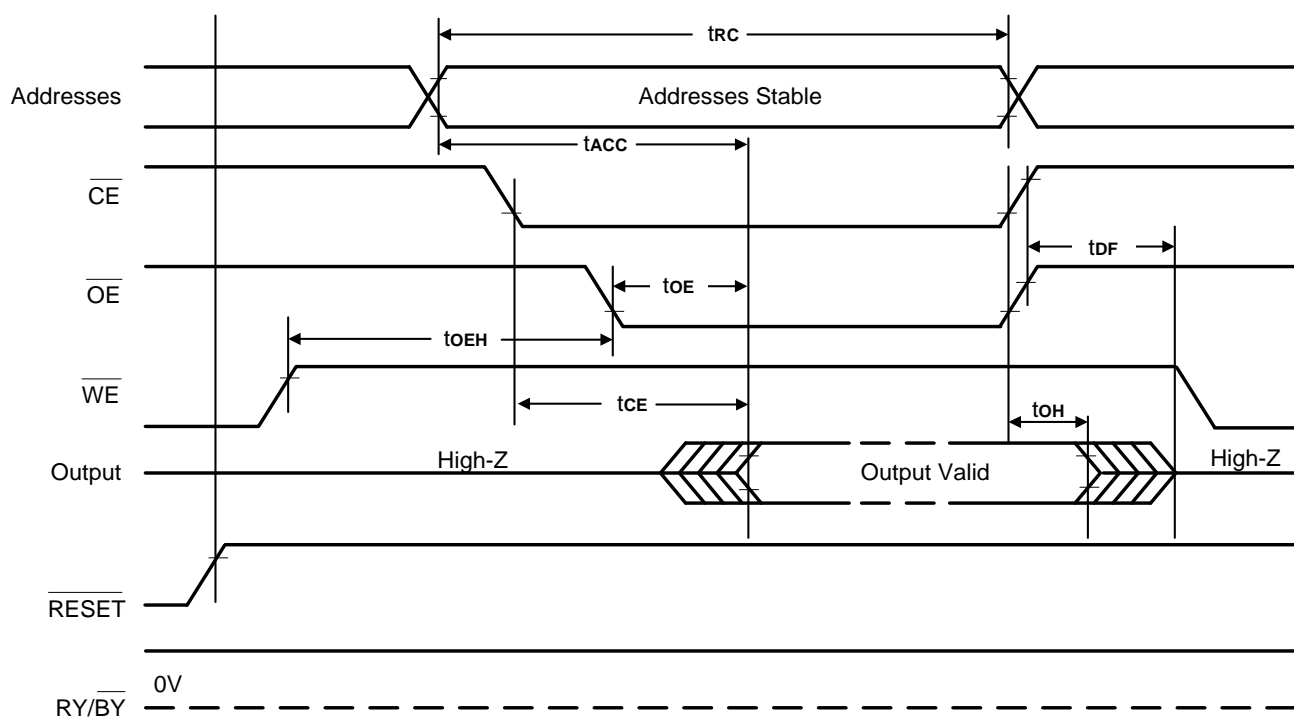 tRC
Addresses
Addresses Stable
tACC
CE
tDF
OE
tOE
tOEH
WE
tCE
tOH
Output
High-Z
Output Valid
High-Z
RESET
0V
RY/BY